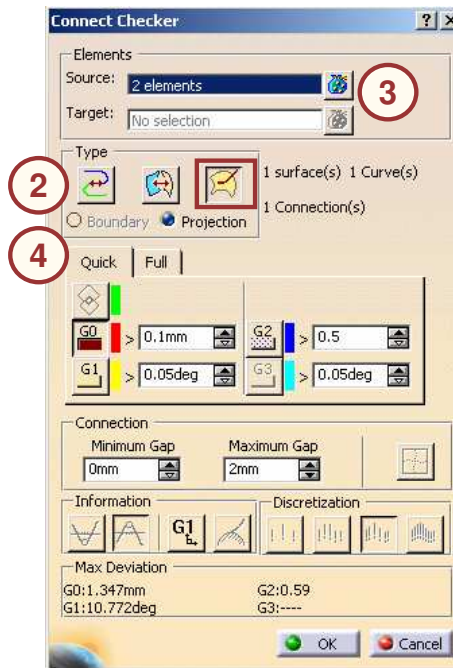 Connect Checker ? x
Elements
Source: 2 elements
3
Target: No selection
Type
2
1 surface(s) 1 Curve(s)
Boundary Projection
1 Connection(s)
4
Quick Full
G0 > 0.1mm G2 > 0.5
G1 > 0.05deg G3 > 0.05deg
Connection
Minimum Gap Maximum Gap
0mm 2mm
Information Discretization
G1
Max Deviation
G0:1.347mm G2:0.59
G1:10.772deg G3:----
OK Cancel